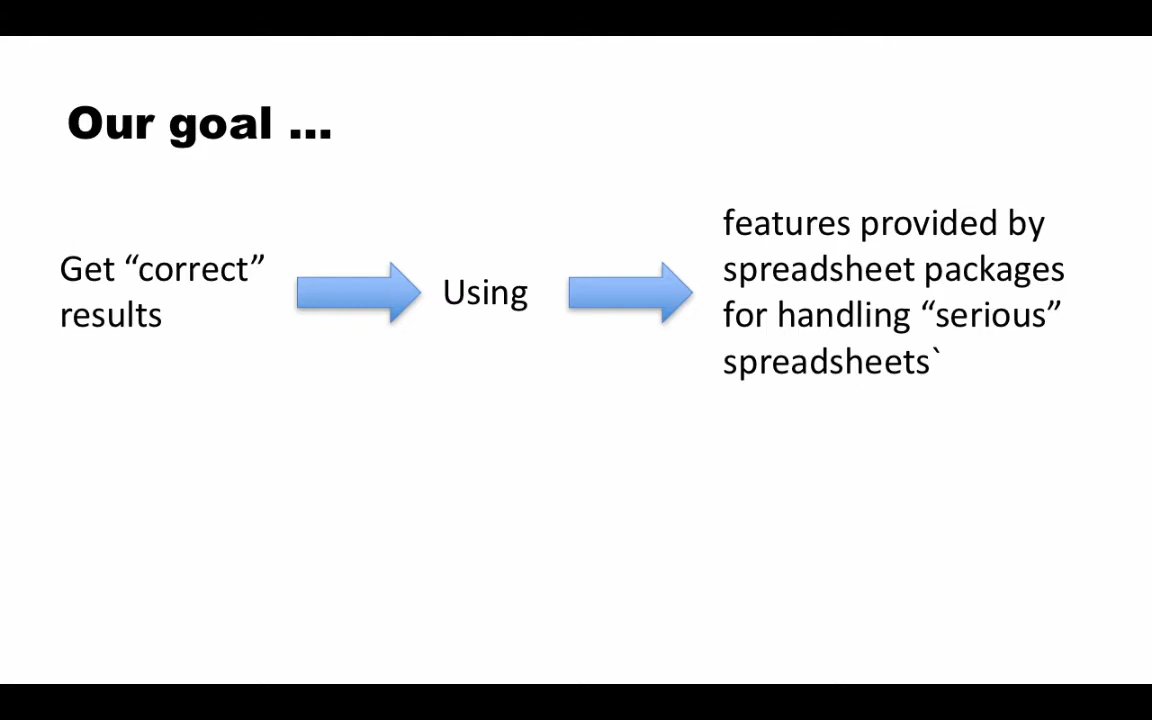 Our goal ...
Get “correct”
results
Using
features provided by
spreadsheet packages
for handling “serious”
spreadsheets`